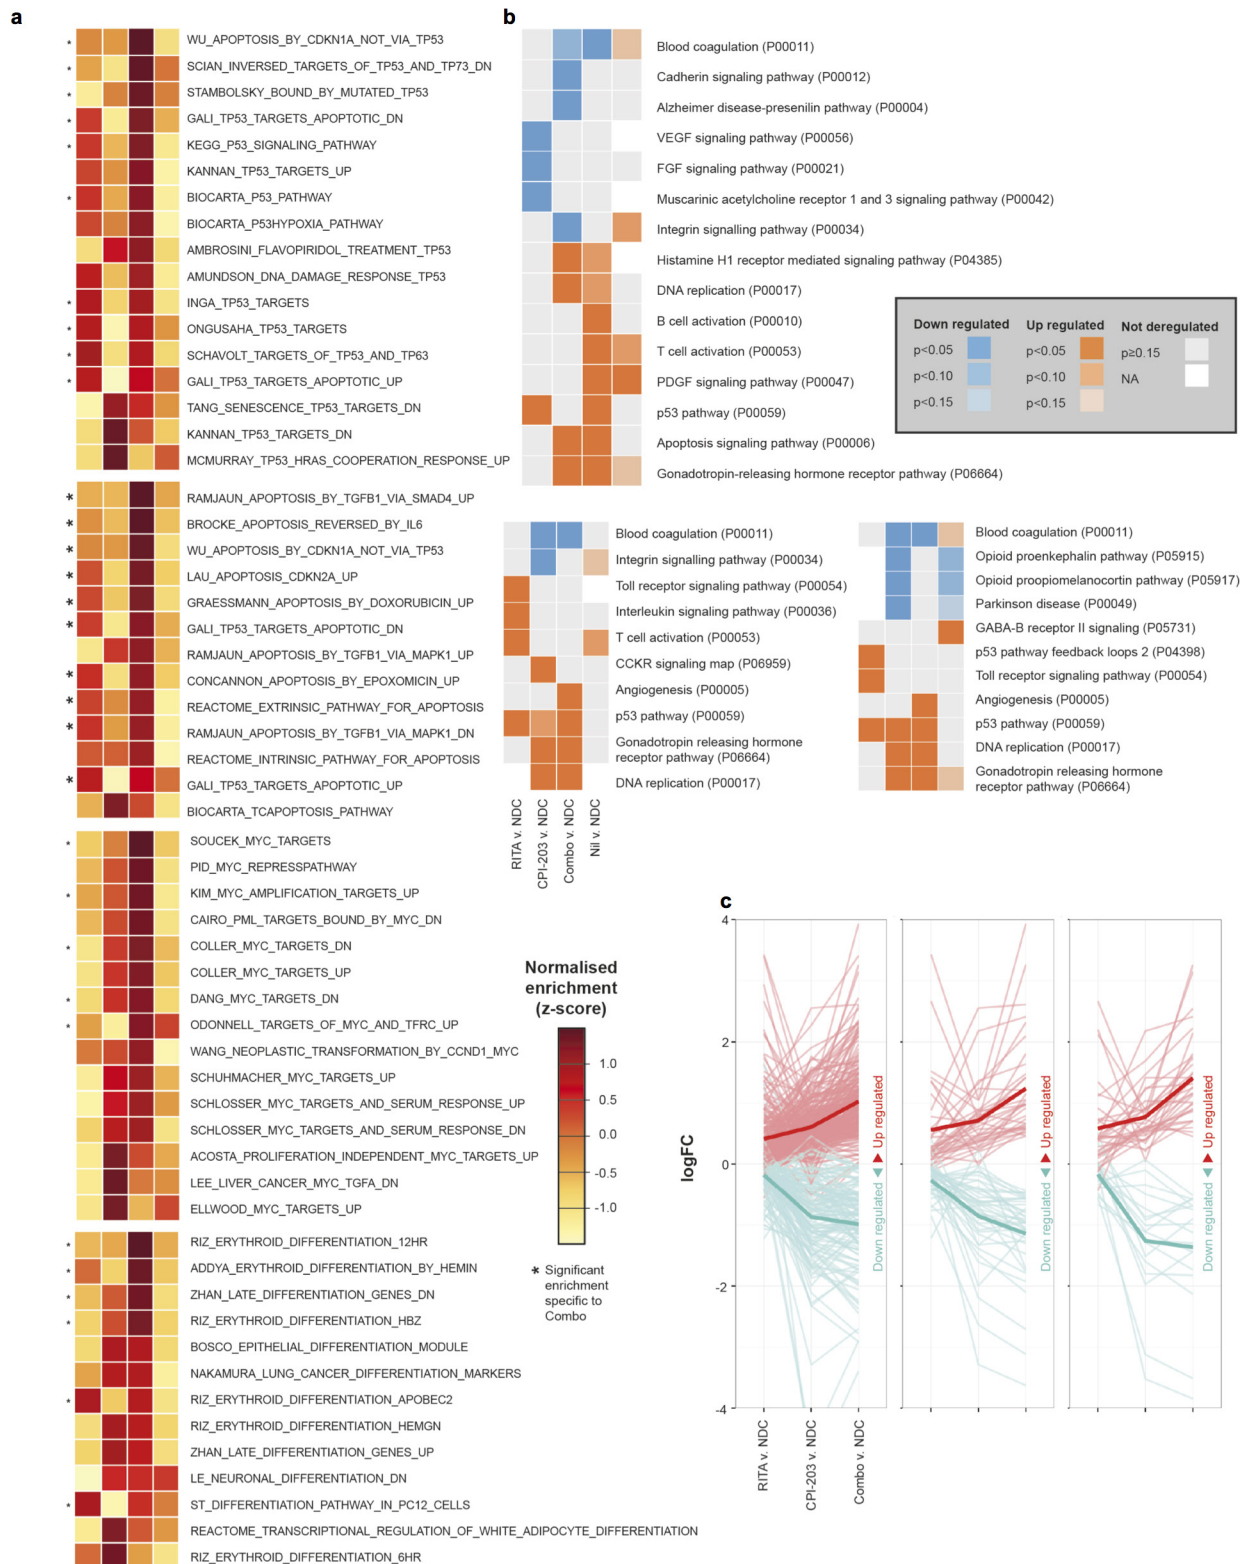 a
* WU_APOPTOSIS_BY_CDKN1A_NOT_VIA_TP53
* SCIAN_INVERSED_TARGETS_OF_TP53_AND_TP73_DN
* STAMBOLSKY_BOUND_BY_MUTATED_TP53
* GALI_TP53_TARGETS_APOPTOTIC_DN
* KEGG_P53_SIGNALING_PATHWAY
KANNAN_TP53_TARGETS_UP
* BIOCARTA_P53_PATHWAY
BIOCARTA_P53HYPOXIA_PATHWAY
AMBROSINI_FLAVOPIRIDOL_TREATMENT_TP53
AMUNDSON_DNA_DAMAGE_RESPONSE_TP53
* INGA_TP53_TARGETS
* ONGUSAHA_TP53_TARGETS
* SCHAVOLT_TARGETS_OF_TP53_AND_TP63
* GALI_TP53_TARGETS_APOPTOTIC_UP
TANG_SENESCENCE_TP53_TARGETS_DN
KANNAN_TP53_TARGETS_DN
MCMURRAY_TP53_HRAS_COOPERATION_RESPONSE_UP
* RAMJAUN_APOPTOSIS_BY_TGFB1_VIA_SMAD4_UP
* BROCKE_APOPTOSIS_REVERSED_BY_IL6
* WU_APOPTOSIS_BY_CDKN1A_NOT_VIA_TP53
* LAU_APOPTOSIS_CDKN2A_UP
* GRAESSMANN_APOPTOSIS_BY_DOXORUBICIN_UP
* GALI_TP53_TARGETS_APOPTOTIC_DN
RAMJAUN_APOPTOSIS_BY_TGFB1_VIA_MAPK1_UP
* CONCANNON_APOPTOSIS_BY_EPOXOMICIN_UP
* REACTOME_EXTRINSIC_PATHWAY_FOR_APOPTOSIS
* RAMJAUN_APOPTOSIS_BY_TGFB1_VIA_MAPK1_DN
REACTOME_INTRINSIC_PATHWAY_FOR_APOPTOSIS
* GALI_TP53_TARGETS_APOPTOTIC_UP
BIOCARTA_TCAPOPTOSIS_PATHWAY
* SOUCEK_MYC_TARGETS
PID_MYC_REPRESSPATHWAY
* KIM_MYC_AMPLIFICATION_TARGETS_UP
CAIRO_PML_TARGETS_BOUND_BY_MYC_DN
* COLLER_MYC_TARGETS_DN
COLLER_MYC_TARGETS_UP
* DANG_MYC_TARGETS_DN
* ODONNELL_TARGETS_OF_MYC_AND_TFRC_UP
WANG_NEOPLASTIC_TRANSFORMATION_BY_CCND1_MYC
SCHUHMACHER_MYC_TARGETS_UP
SCHLOSSER_MYC_TARGETS_AND_SERUM_RESPONSE_UP
SCHLOSSER_MYC_TARGETS_AND_SERUM_RESPONSE_DN
ACOSTA_PROLIFERATION_INDEPENDENT_MYC_TARGETS_UP
LEE_LIVER_CANCER_MYC_TGFA_DN
ELLWOOD_MYC_TARGETS_UP
* RIZ_ERYTHROID_DIFFERENTIATION_12HR
* ADDYA_ERYTHROID_DIFFERENTIATION_BY_HEMIN
* ZHAN_LATE_DIFFERENTIATION_GENES_DN
* RIZ_ERYTHROID_DIFFERENTIATION_HBZ
BOSCO_EPITHELIAL_DIFFERENTIATION_MODULE
NAKAMURA_LUNG_CANCER_DIFFERENTIATION_MARKERS
* RIZ_ERYTHROID_DIFFERENTIATION_APOBEC2
RIZ_ERYTHROID_DIFFERENTIATION_HEMGN
ZHAN_LATE_DIFFERENTIATION_GENES_UP
LE_NEURONAL_DIFFERENTIATION_DN
* ST_DIFFERENTIATION_PATHWAY_IN_PC12_CELLS
REACTOME_TRANSCRIPTIONAL_REGULATION_OF_WHITE_ADIPOCYTE_DIFFERENTIATION
RIZ_ERYTHROID_DIFFERENTIATION_6HR
Normalised
enrichment
(z-score)
1.0
0.5
0.0
-0.5
-1.0
* Significant
enrichment
specific to
Combo
b
Blood coagulation (P00011)
Cadherin signaling pathway (P00012)
Alzheimer disease-presenilin pathway (P00004)
VEGF signaling pathway (P00056)
FGF signaling pathway (P00021)
Muscarinic acetylcholine receptor 1 and 3 signaling pathway (P00042)
Integrin signalling pathway (P00034)
Histamine H1 receptor mediated signaling pathway (P04385)
DNA replication (P00017)
B cell activation (P00010)
T cell activation (P00053)
PDGF signaling pathway (P00047)
p53 pathway (P00059)
Apoptosis signaling pathway (P00006)
Gonadotropin-releasing hormone receptor pathway (P06664)
Down regulated Up regulated Not deregulated
p<0.05 p<0.05 p≥0.15
p<0.10 p<0.10 NA
p<0.15 p<0.15
Blood coagulation (P00011)
Integrin signalling pathway (P00034)
Toll receptor signaling pathway (P00054)
Interleukin signaling pathway (P00036)
T cell activation (P00053)
CCKR signaling map (P06959)
Angiogenesis (P00005)
p53 pathway (P00059)
Gonadotropin releasing hormone
receptor pathway (P06664)
DNA replication (P00017)
RITA v. NDC
CPI-203 v. NDC
Combo v. NDC
Nil v. NDC
Blood coagulation (P00011)
Opioid proenkephalin pathway (P05915)
Opioid proopiomelanocortin pathway (P05917)
Parkinson disease (P00049)
GABA-B receptor II signaling (P05731)
p53 pathway feedback loops 2 (P04398)
Toll receptor signaling pathway (P00054)
Angiogenesis (P00005)
p53 pathway (P00059)
DNA replication (P00017)
Gonadotropin releasing hormone
receptor pathway (P06664)
c
logFC
4
2
0
-2
-4
Down regulated ▼ ▲ Up regulated
Down regulated ▼ ▲ Up regulated
Down regulated ▼ ▲ Up regulated
RITA v. NDC
CPI-203 v. NDC
Combo v. NDC